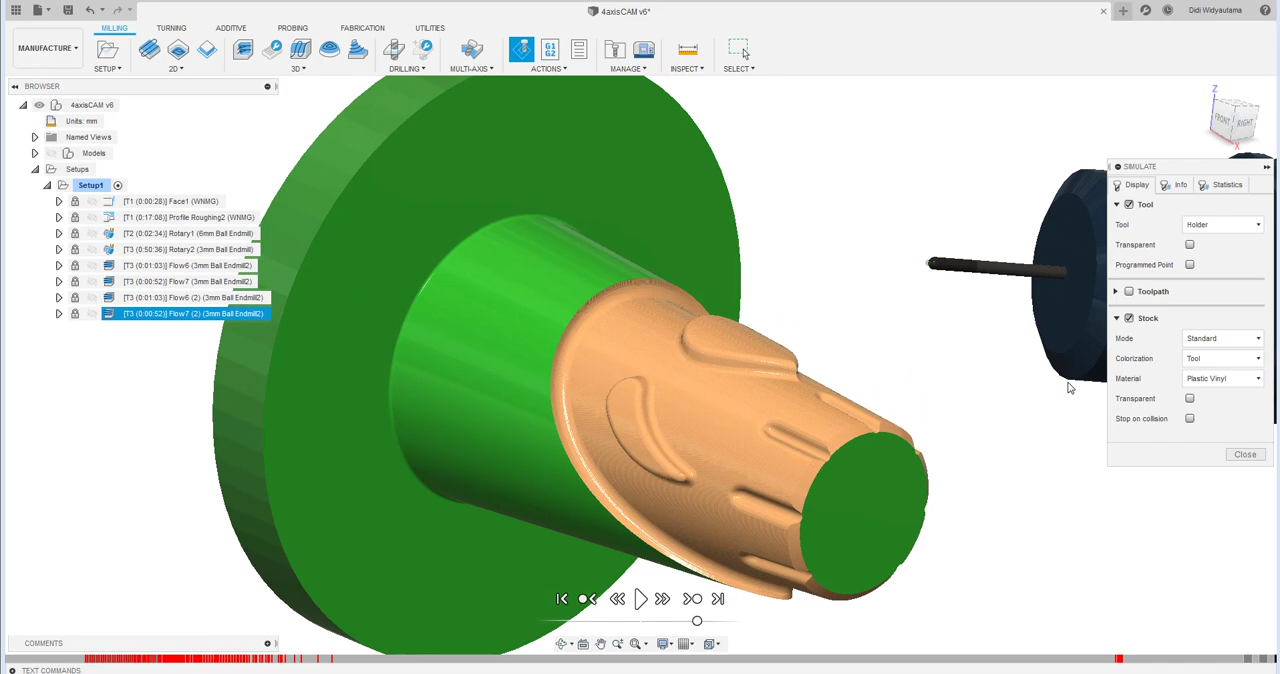 4axisCAM v6*
Didi Widyautama
MILLING TURNING ADDITIVE PROBING FABRICATION UTILITIES
MANUFACTURE
G1
G2
SETUP 2D 3D DRILLING MULTI-AXIS ACTIONS MANAGE INSPECT SELECT
BROWSER
4axisCAM v6
Units: mm
Named Views
Models
Setups
Setup1
[T1 (0:00:28)] Face1 (WNMG)
[T1 (0:17:08)] Profile Roughing2 (WNMG)
[T2 (0:02:34)] Rotary1 (6mm Ball Endmill)
[T3 (0:50:36)] Rotary2 (3mm Ball Endmill)
[T3 (0:01:03)] Flow6 (3mm Ball Endmill2)
[T3 (0:00:52)] Flow7 (3mm Ball Endmill2)
[T3 (0:01:03)] Flow6 (2) (3mm Ball Endmill2)
[T3 (0:00:52)] Flow7 (2) (3mm Ball Endmill2)
Z
FRONT RIGHT
X
SIMULATE
Display Info Statistics
Tool
Tool Holder
Transparent
Programmed Point
Toolpath
Stock
Mode Standard
Colorization Tool
Material Plastic Vinyl
Transparent
Stop on collision
Close
COMMENTS
TEXT COMMANDS